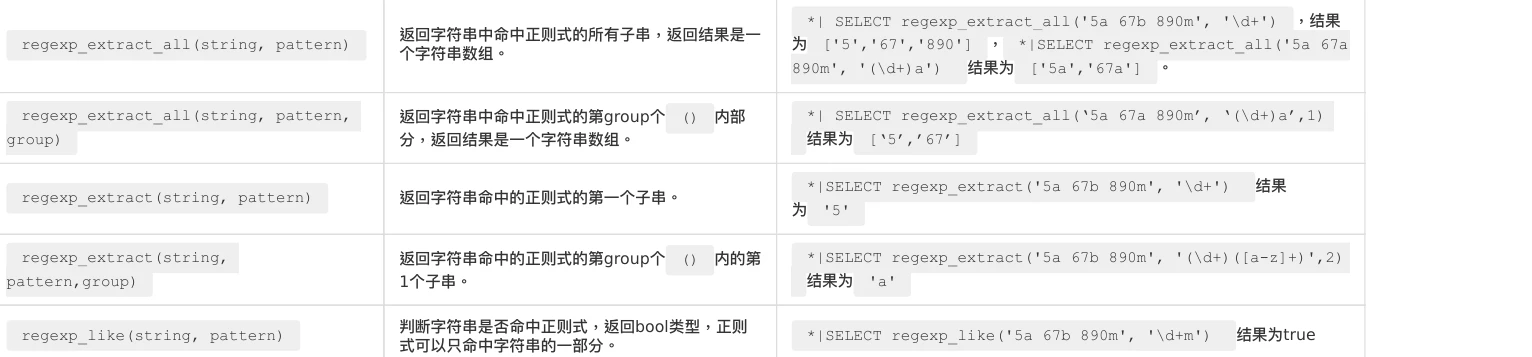 regexp_extract_all(string, pattern)
返回字符串中命中正则式的所有子串，返回结果是一
个字符串数组。
*| SELECT regexp_extract_all('5a 67b 890m', '\d+') ，结果
为 ['5','67','890'] ， *|SELECT regexp_extract_all('5a 67a
890m', '(\d+)a') 结果为 ['5a','67a'] 。
regexp_extract_all(string, pattern,
group)
返回字符串中命中正则式的第group个 () 内部
分，返回结果是一个字符串数组。
*| SELECT regexp_extract_all(‘5a 67a 890m’, ‘(\d+)a’,1)
结果为 [‘5’,’67’]
regexp_extract(string, pattern)
返回字符串命中的正则式的第一个子串。
*|SELECT regexp_extract('5a 67b 890m', '\d+') 结果
为 '5'
regexp_extract(string,
pattern,group)
返回字符串命中的正则式的第group个 () 内的第
1个子串。
*|SELECT regexp_extract('5a 67b 890m', '(\d+)([a-z]+)',2)
结果为 'a'
regexp_like(string, pattern)
判断字符串是否命中正则式，返回bool类型，正则
式可以只命中字符串的一部分。
*|SELECT regexp_like('5a 67b 890m', '\d+m') 结果为true